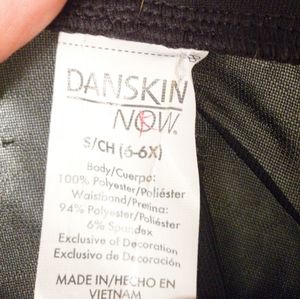 DANSKIN
NOW®
S/CH (6-6X)
Body/Cuerpo:
100% Polyester/Poliéster
Waistband/Pretina:
94% Polyester/Poliéster
6% Spandex
Exclusive of Decoration
Exclusivo de Decoración
MADE IN/HECHO EN
VIETNAM